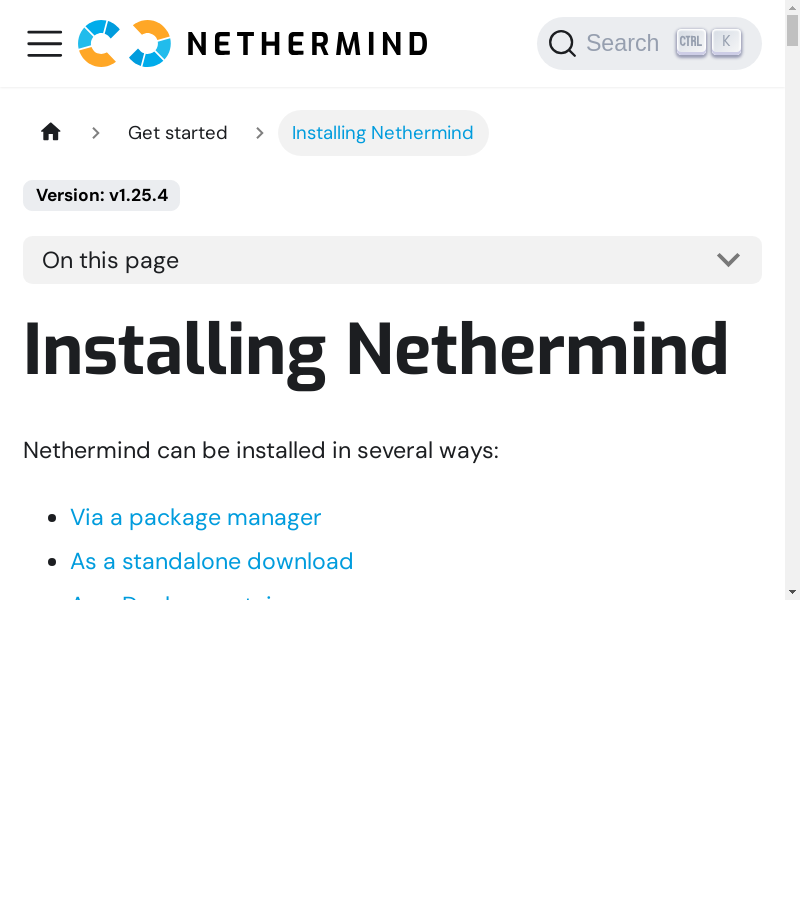 NETHERMIND
Search CTRL K
Get started Installing Nethermind
Version: v1.25.4
On this page
Installing Nethermind
Nethermind can be installed in several ways:
Via a package manager
As a standalone download